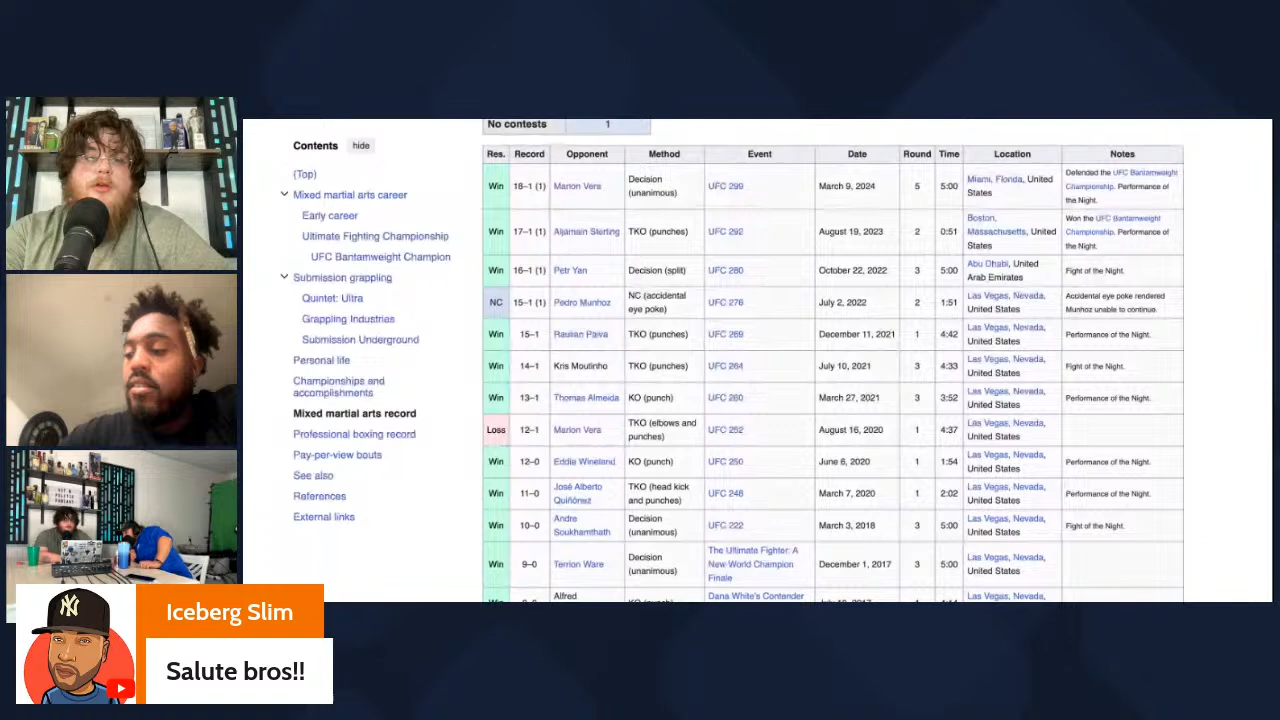 No contests 1
Contents hide
(Top)
Mixed martial arts career
Early career
Ultimate Fighting Championship
UFC Bantamweight Champion
Submission grappling
Quintet: Ultra
Grappling Industries
Submission Underground
Personal life
Championships and
accomplishments
Mixed martial arts record
Professional boxing record
Pay-per-view bouts
See also
References
External links
Res. Record Opponent Method Event Date Round Time Location Notes
Win 18–1 (1) Marlon Vera Decision (unanimous) UFC 299 March 9, 2024 5 5:00 Miami, Florida, United States Defended the UFC Bantamweight Championship. Performance of the Night.
Win 17–1 (1) Aljamain Sterling TKO (punches) UFC 292 August 19, 2023 2 0:51 Boston, Massachusetts, United States Won the UFC Bantamweight Championship. Performance of the Night.
Win 16–1 (1) Petr Yan Decision (split) UFC 280 October 22, 2022 3 5:00 Abu Dhabi, United Arab Emirates Fight of the Night.
NC 15–1 (1) Pedro Munhoz NC (accidental eye poke) UFC 276 July 2, 2022 2 1:51 Las Vegas, Nevada, United States Accidental eye poke rendered Munhoz unable to continue.
Win 15–1 Raulian Paiva TKO (punches) UFC 269 December 11, 2021 1 4:42 Las Vegas, Nevada, United States Performance of the Night.
Win 14–1 Kris Moutinho TKO (punches) UFC 264 July 10, 2021 3 4:33 Las Vegas, Nevada, United States Fight of the Night.
Win 13–1 Thomas Almeida KO (punch) UFC 260 March 27, 2021 3 3:52 Las Vegas, Nevada, United States Performance of the Night.
Loss 12–1 Marlon Vera TKO (elbows and punches) UFC 252 August 16, 2020 1 4:37 Las Vegas, Nevada, United States
Win 12–0 Eddie Wineland KO (punch) UFC 250 June 6, 2020 1 1:54 Las Vegas, Nevada, United States Performance of the Night.
Win 11–0 José Alberto Quiñónez TKO (head kick and punches) UFC 248 March 7, 2020 1 2:02 Las Vegas, Nevada, United States Performance of the Night.
Win 10–0 Andre Soukhamthath Decision (unanimous) UFC 222 March 3, 2018 3 5:00 Las Vegas, Nevada, United States Fight of the Night.
Win 9–0 Terrion Ware Decision (unanimous) The Ultimate Fighter: A New World Champion Finale December 1, 2017 3 5:00 Las Vegas, Nevada, United States
Alfred Dana White's Contender Las Vegas, Nevada,
Iceberg Slim
Salute bros!!